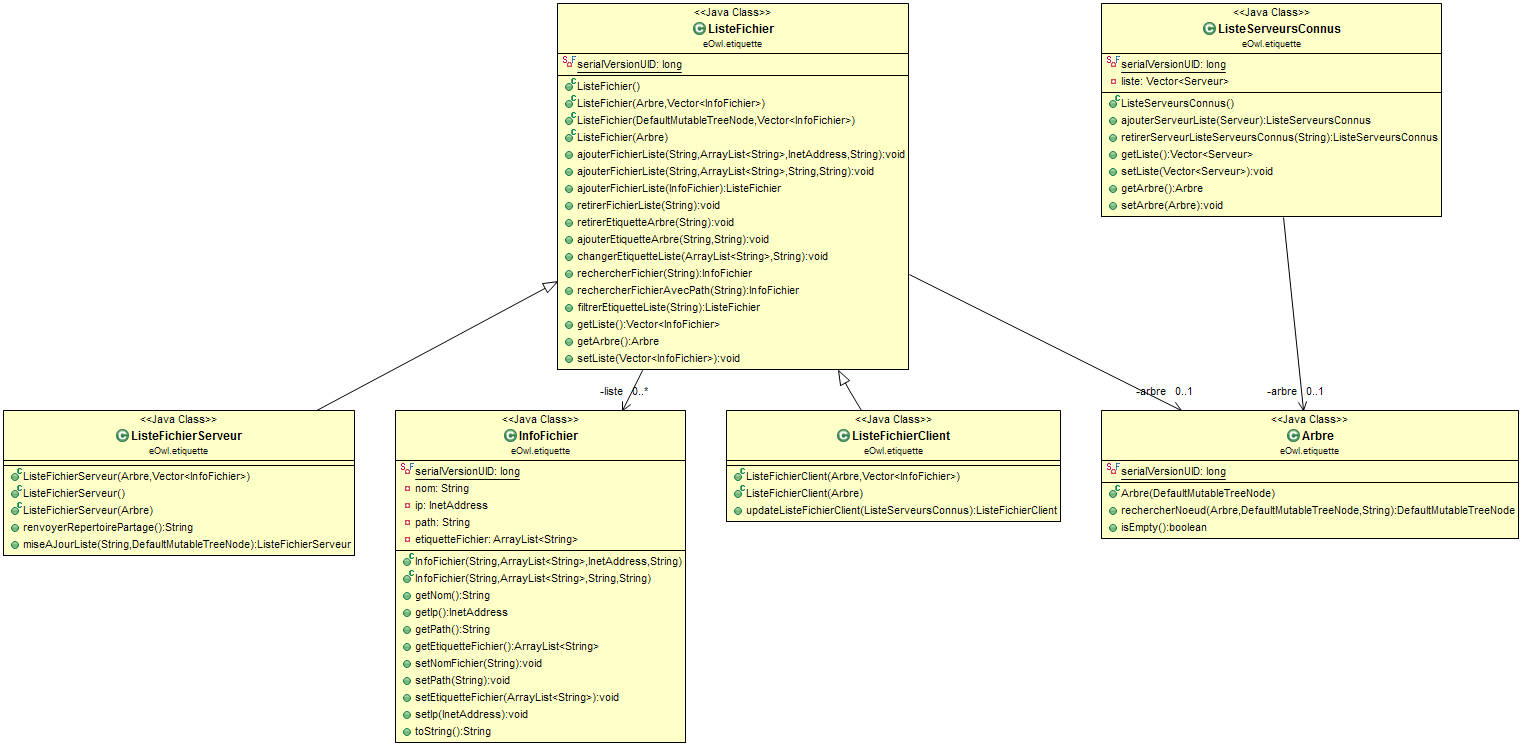 <<Java Class>>
ListeFichier
eOwl.etiquette
serialVersionUID: long
ListeFichier()
ListeFichier(Arbre,Vector<InfoFichier>)
ListeFichier(DefaultMutableTreeNode,Vector<InfoFichier>)
ListeFichier(Arbre)
ajouterFichierListe(String,ArrayList<String>,InetAddress,String):void
ajouterFichierListe(String,ArrayList<String>,String,String):void
ajouterFichierListe(InfoFichier):ListeFichier
retirerFichierListe(String):void
retirerEtiquetteArbre(String):void
ajouterEtiquetteArbre(String,String):void
changerEtiquetteListe(ArrayList<String>,String):void
rechercherFichier(String):InfoFichier
rechercherFichierAvecPath(String):InfoFichier
filtrerEtiquetteListe(String):ListeFichier
getListe():Vector<InfoFichier>
getArbre():Arbre
setListe(Vector<InfoFichier>):void
<<Java Class>>
ListeServeursConnus
eOwl.etiquette
serialVersionUID: long
liste: Vector<Serveur>
ListeServeursConnus()
ajouterServeurListe(Serveur):ListeServeursConnus
retirerServeurListeServeursConnus(String):ListeServeursConnus
getListe():Vector<Serveur>
setListe(Vector<Serveur>):void
getArbre():Arbre
setArbre(Arbre):void
-liste 0..*
-arbre 0..1
-arbre 0..1
<<Java Class>>
ListeFichierServeur
eOwl.etiquette
ListeFichierServeur(Arbre,Vector<InfoFichier>)
ListeFichierServeur()
ListeFichierServeur(Arbre)
renvoyerRepertoirePartage():String
miseAJourListe(String,DefaultMutableTreeNode):ListeFichierServeur
<<Java Class>>
InfoFichier
eOwl.etiquette
serialVersionUID: long
nom: String
ip: InetAddress
path: String
etiquetteFichier: ArrayList<String>
InfoFichier(String,ArrayList<String>,InetAddress,String)
InfoFichier(String,ArrayList<String>,String,String)
getNom():String
getIp():InetAddress
getPath():String
getEtiquetteFichier():ArrayList<String>
setNomFichier(String):void
setPath(String):void
setEtiquetteFichier(ArrayList<String>):void
setIp(InetAddress):void
toString():String
<<Java Class>>
ListeFichierClient
eOwl.etiquette
ListeFichierClient(Arbre,Vector<InfoFichier>)
ListeFichierClient(Arbre)
updateListeFichierClient(ListeServeursConnus):ListeFichierClient
<<Java Class>>
Arbre
eOwl.etiquette
serialVersionUID: long
Arbre(DefaultMutableTreeNode)
rechercherNoeud(Arbre,DefaultMutableTreeNode,String):DefaultMutableTreeNode
isEmpty():boolean